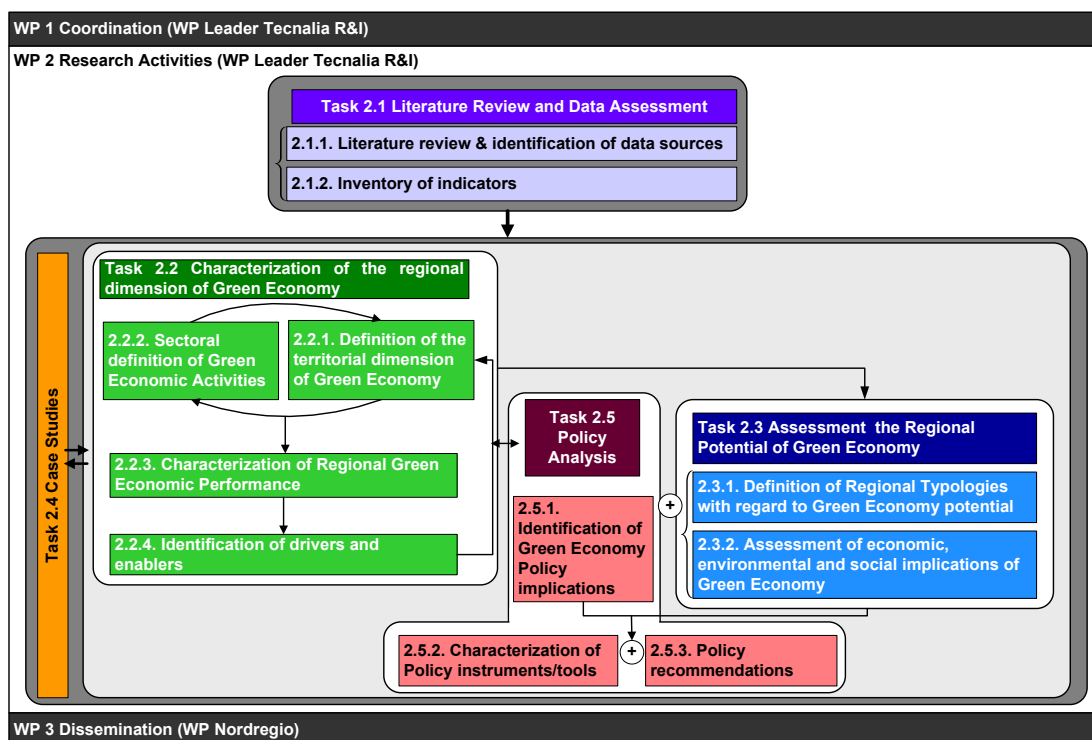 WP 1 Coordination (WP Leader Tecnalia R&I)
WP 2 Research Activities (WP Leader Tecnalia R&I)
Task 2.1 Literature Review and Data Assessment
2.1.1. Literature review & identification of data sources
2.1.2. Inventory of indicators
Task 2.4 Case Studies
Task 2.2 Characterization of the regional
dimension of Green Economy
2.2.2. Sectoral
definition of Green
Economic Activities
2.2.1. Definition of the
territorial dimension
of Green Economy
2.2.3. Characterization of Regional Green
Economic Performance
2.2.4. Identification of drivers and
enablers
Task 2.5
Policy
Analysis
2.5.1.
Identification of
Green Economy
Policy
implications
+
Task 2.3 Assessment the Regional
Potential of Green Economy
2.3.1. Definition of Regional Typologies
with regard to Green Economy potential
2.3.2. Assessment of economic,
environmental and social implications of
Green Economy
2.5.2. Characterization of
Policy instruments/tools
+
2.5.3. Policy
recommendations
WP 3 Dissemination (WP Nordregio)